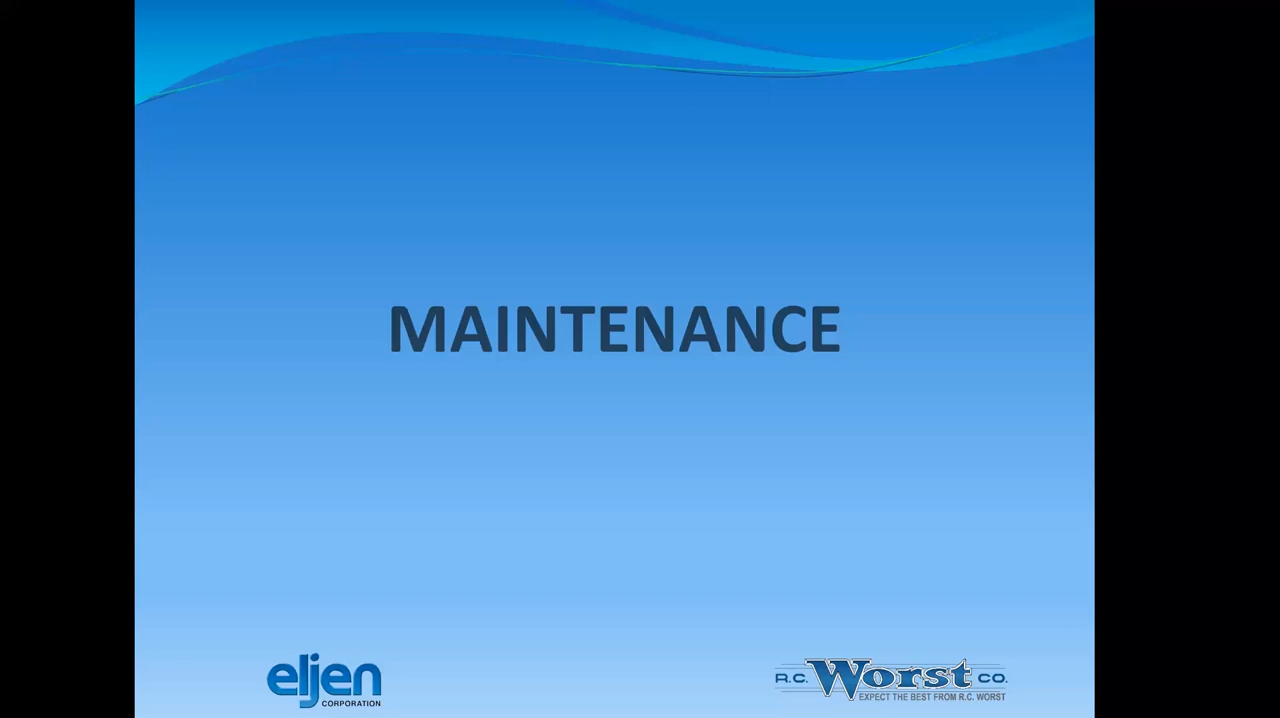 MAINTENANCE
eljen
CORPORATION
R.C. Worst CO.
EXPECT THE BEST FROM R.C. WORST